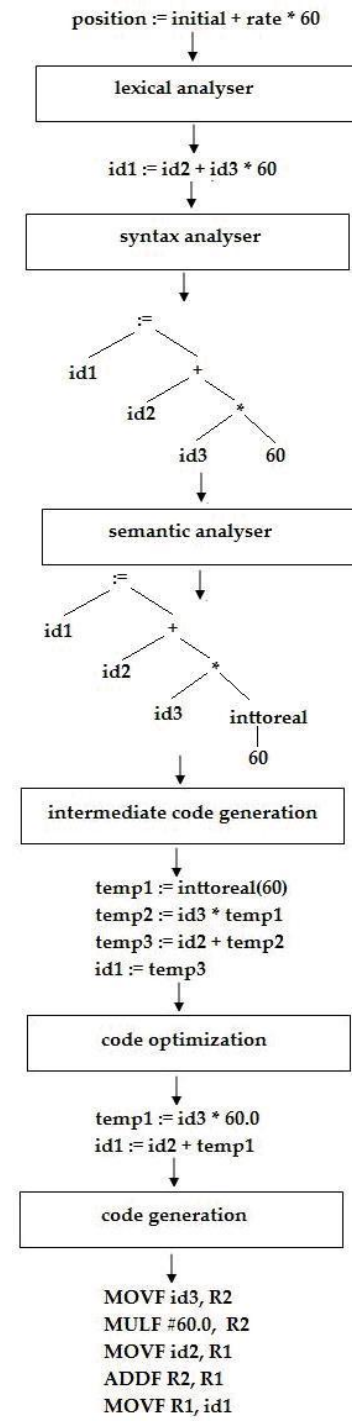 position := initial + rate * 60
lexical analyser
id1 := id2 + id3 * 60
syntax analyser
:=
id1
+
id2
*
id3
60
semantic analyser
:=
id1
+
id2
*
id3
inttoreal
60
intermediate code generation
temp1 := inttoreal(60)
temp2 := id3 * temp1
temp3 := id2 + temp2
id1 := temp3
code optimization
temp1 := id3 * 60.0
id1 := id2 + temp1
code generation
MOVF id3, R2
MULF #60.0, R2
MOVF id2, R1
ADDF R2, R1
MOVF R1, id1